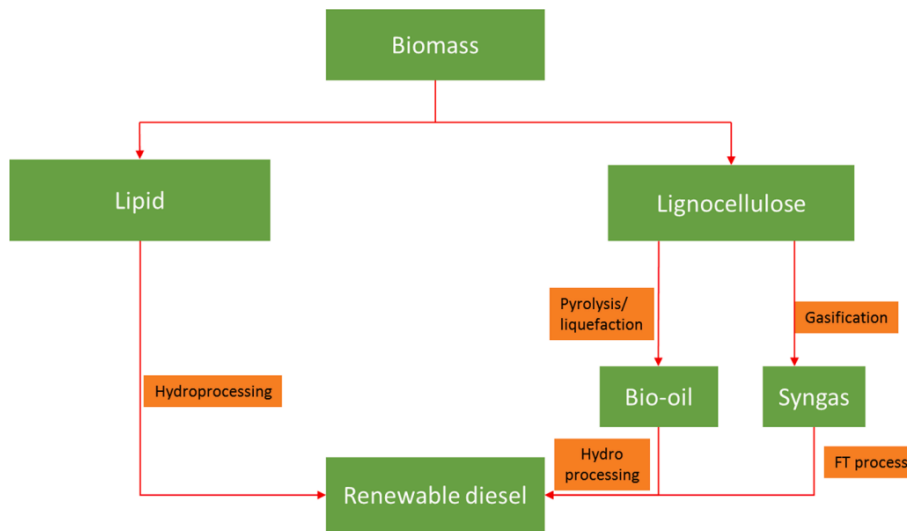 Biomass
Lipid
Lignocellulose
Pyrolysis/
liquefaction
Gasification
Hydroprocessing
Bio-oil
Syngas
Hydro
processing
FT process
Renewable diesel